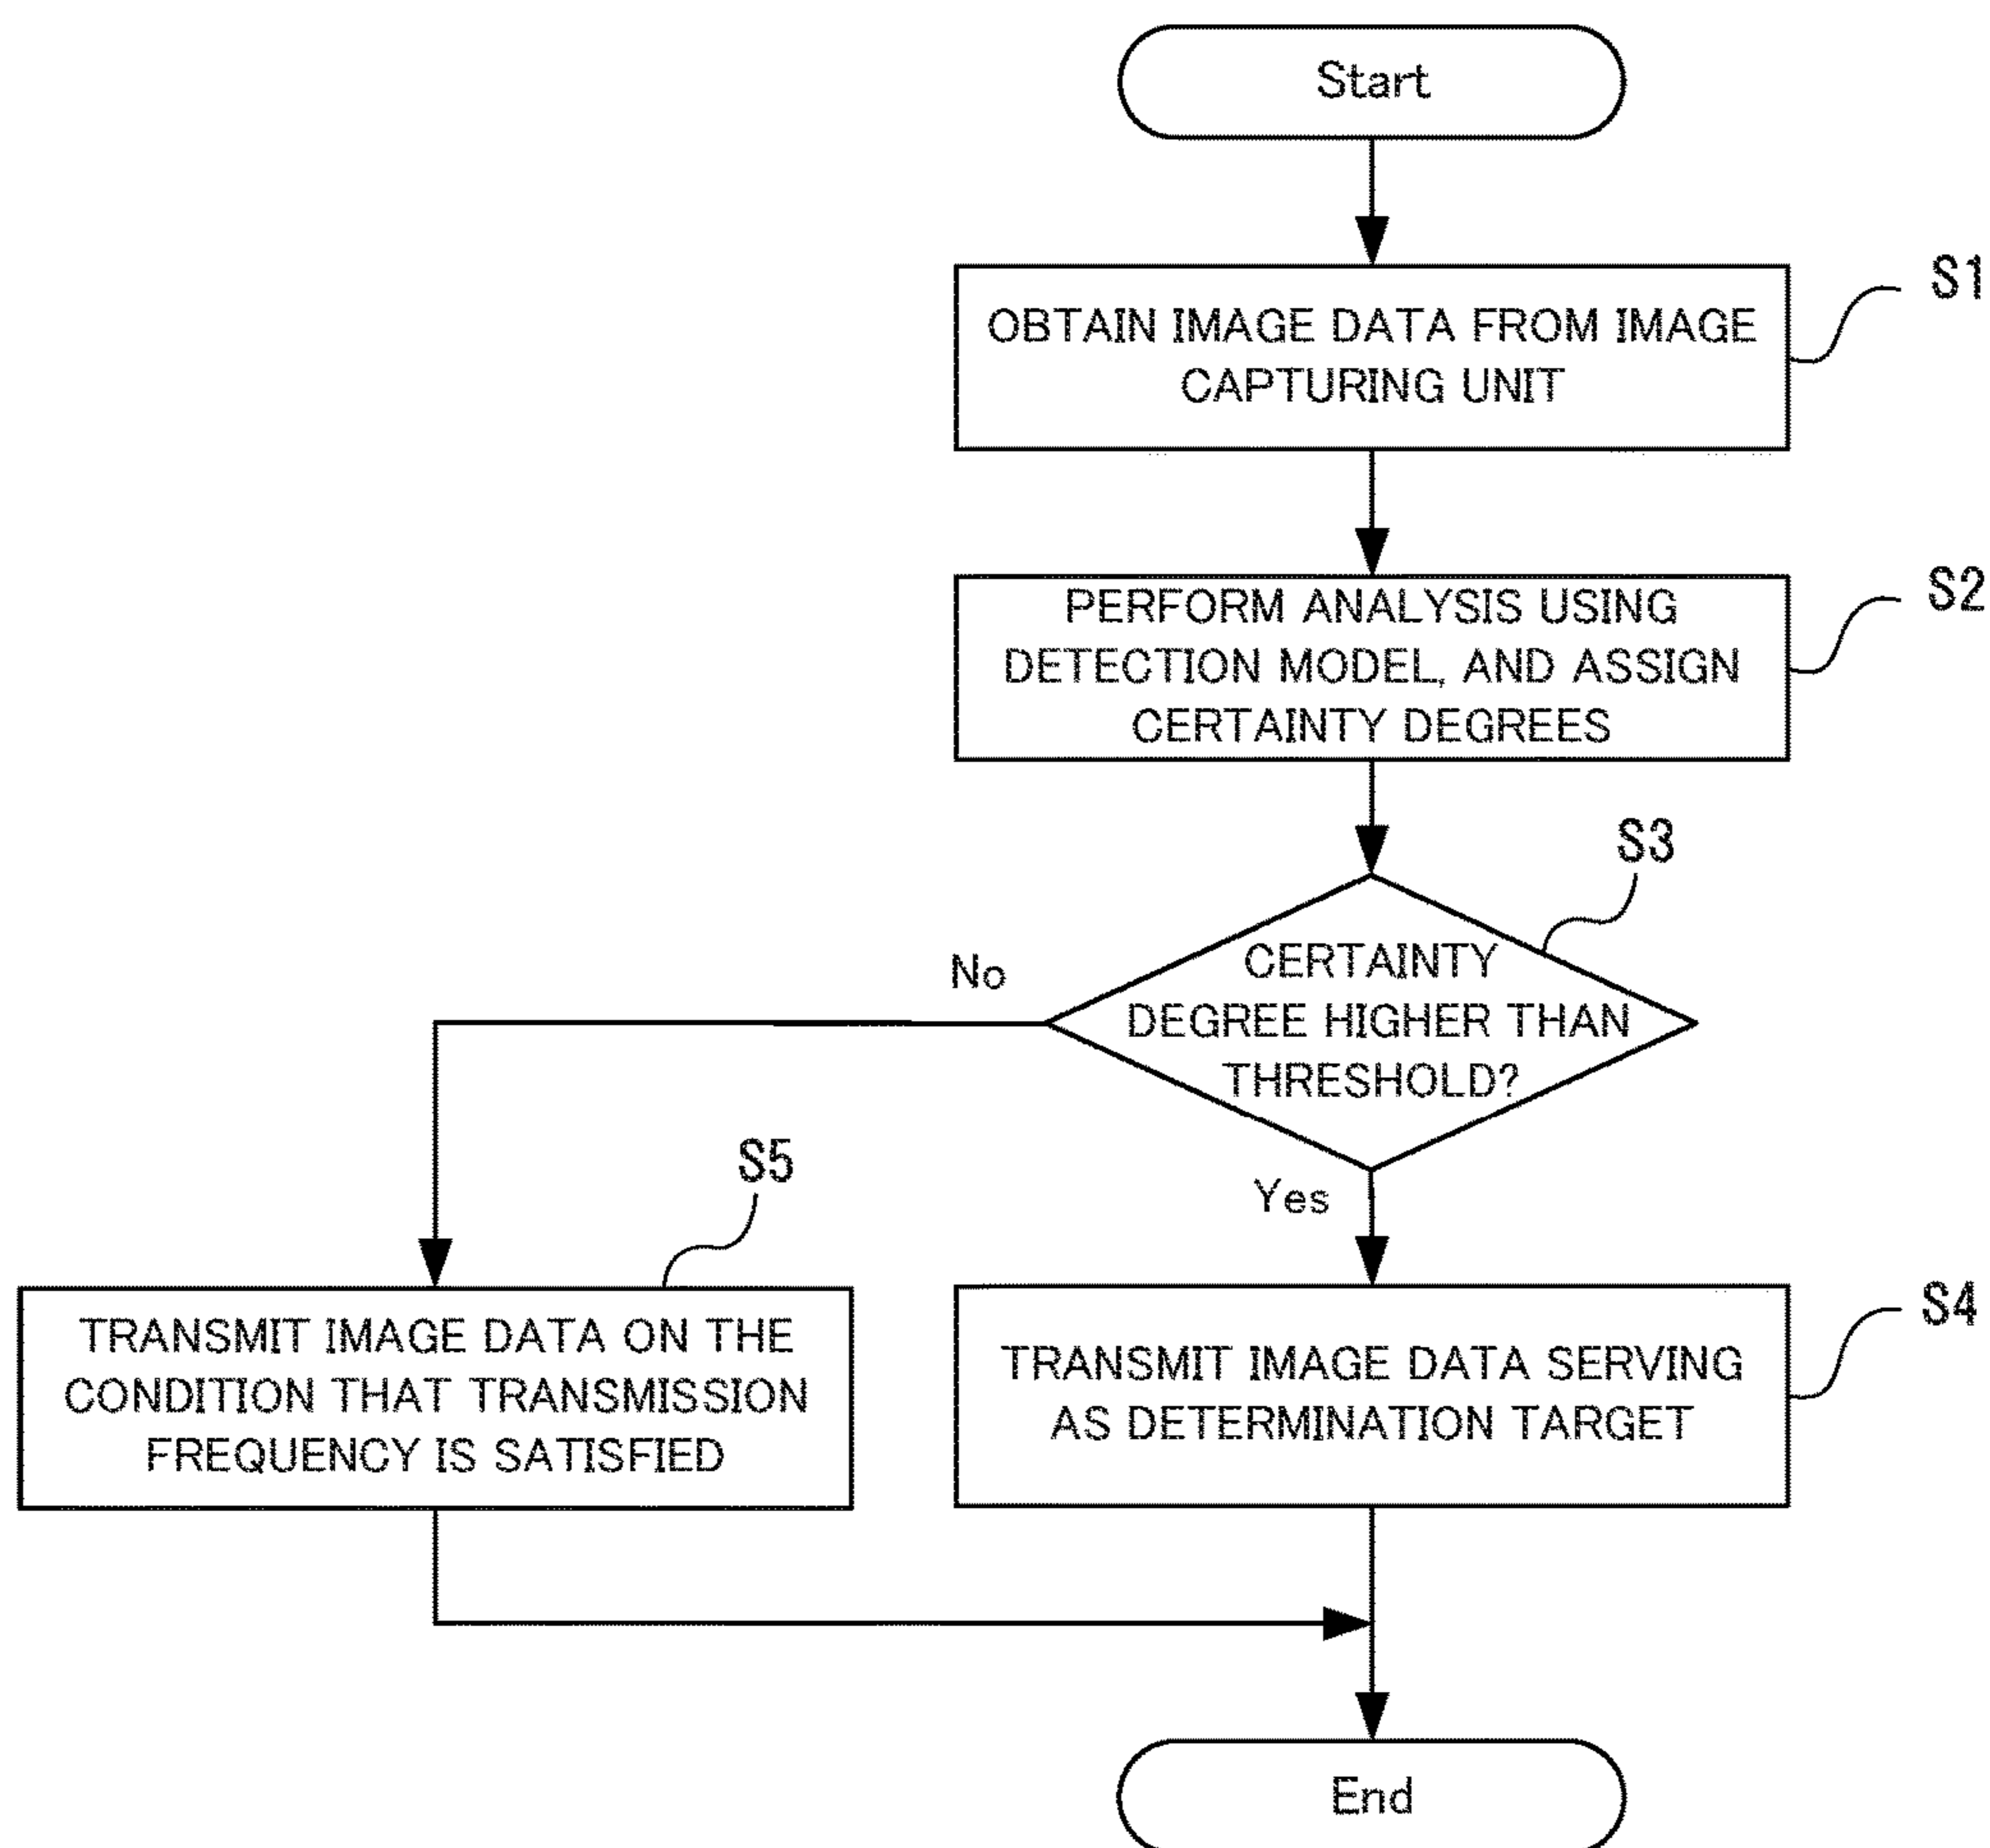 Start
S1
OBTAIN IMAGE DATA FROM IMAGE
CAPTURING UNIT
S2
PERFORM ANALYSIS USING
DETECTION MODEL, AND ASSIGN
CERTAINTY DEGREES
S3
CERTAINTY
DEGREE HIGHER THAN
THRESHOLD?
No
Yes
S5
TRANSMIT IMAGE DATA ON THE
CONDITION THAT TRANSMISSION
FREQUENCY IS SATISFIED
S4
TRANSMIT IMAGE DATA SERVING
AS DETERMINATION TARGET
End